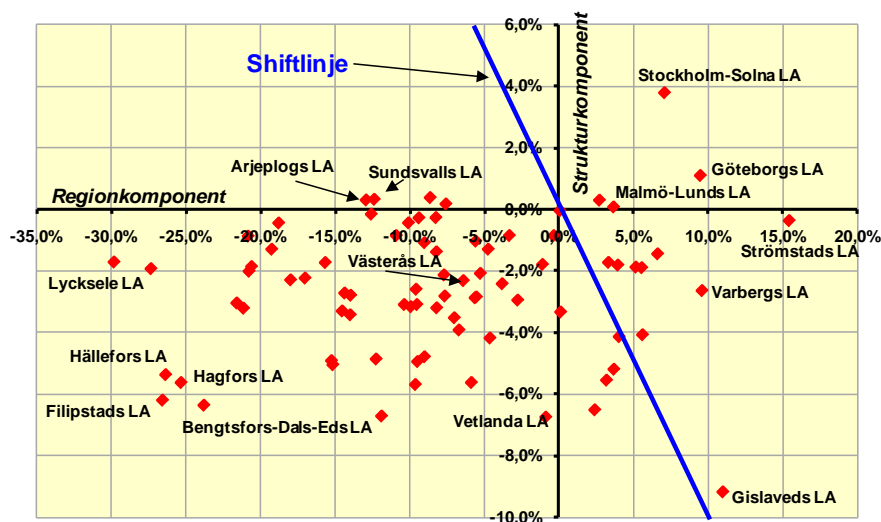 6,0%
Shiftlinje
Strukturkomponent
Stockholm-Solna LA
4,0%
2,0%
Arjeplogs LA
Sundsvalls LA
Göteborgs LA
Malmö-Lunds LA
Regionkomponent
0,0%
-35,0%
-30,0%
-25,0%
-20,0%
-15,0%
-10,0%
-5,0%
0,0%
5,0%
10,0%
15,0%
20,0%
Strömstads LA
Västerås LA
-2,0%
Lycksele LA
Varbergs LA
-4,0%
Hällefors LA
Hagfors LA
-6,0%
Filipstads LA
Bengtsfors-Dals-Eds LA
Vetlanda LA
-8,0%
Gislaveds LA
-10,0%